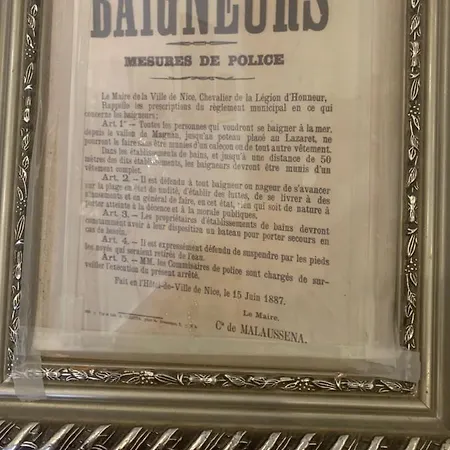 BAIGNEURS
MESURES DE POLICE
Le Maire de la Ville de Nice, Chevalier de la Légion d'Honneur,
Rappelle les prescriptions du règlement municipal en ce qui
concerne les baigneurs;
Art. 1er — Toutes les personnes qui voudront se baigner à la mer,
depuis le vallon de Magnan, jusqu'au poteau placé au Lazaret, ne
pourront le faire sans être munies d'un caleçon ou de tout autre vêtement.
Dans les établissements de bains, et jusqu'à une distance de 50
mètres des dits établissements, les baigneurs devront être munis d'un
vêtement complet.
Art. 2. — Il est défendu à tout baigneur ou nageur de s'avancer
sur la plage en état de nudité, d'établir des luttes, de se livrer à des
amusements et en général de faire, en cet état, rien qui soit de nature à
porter atteinte à la décence et à la morale publiques.
Art. 3. — Les propriétaires d'établissements de bains devront
constamment avoir à leur disposition un bateau pour porter secours en
cas de besoin.
Art. 4. — Il est expressément défendu de suspendre par les pieds
les noyés qui seraient retirés de l'eau.
Art. 5. — MM. les Commissaires de police sont chargés de sur-
veiller l'exécution du présent arrêté.
Fait en l'Hôtel-de-Ville de Nice, le 15 Juin 1887.
Le Maire,
Cte de MALAUSSENA.